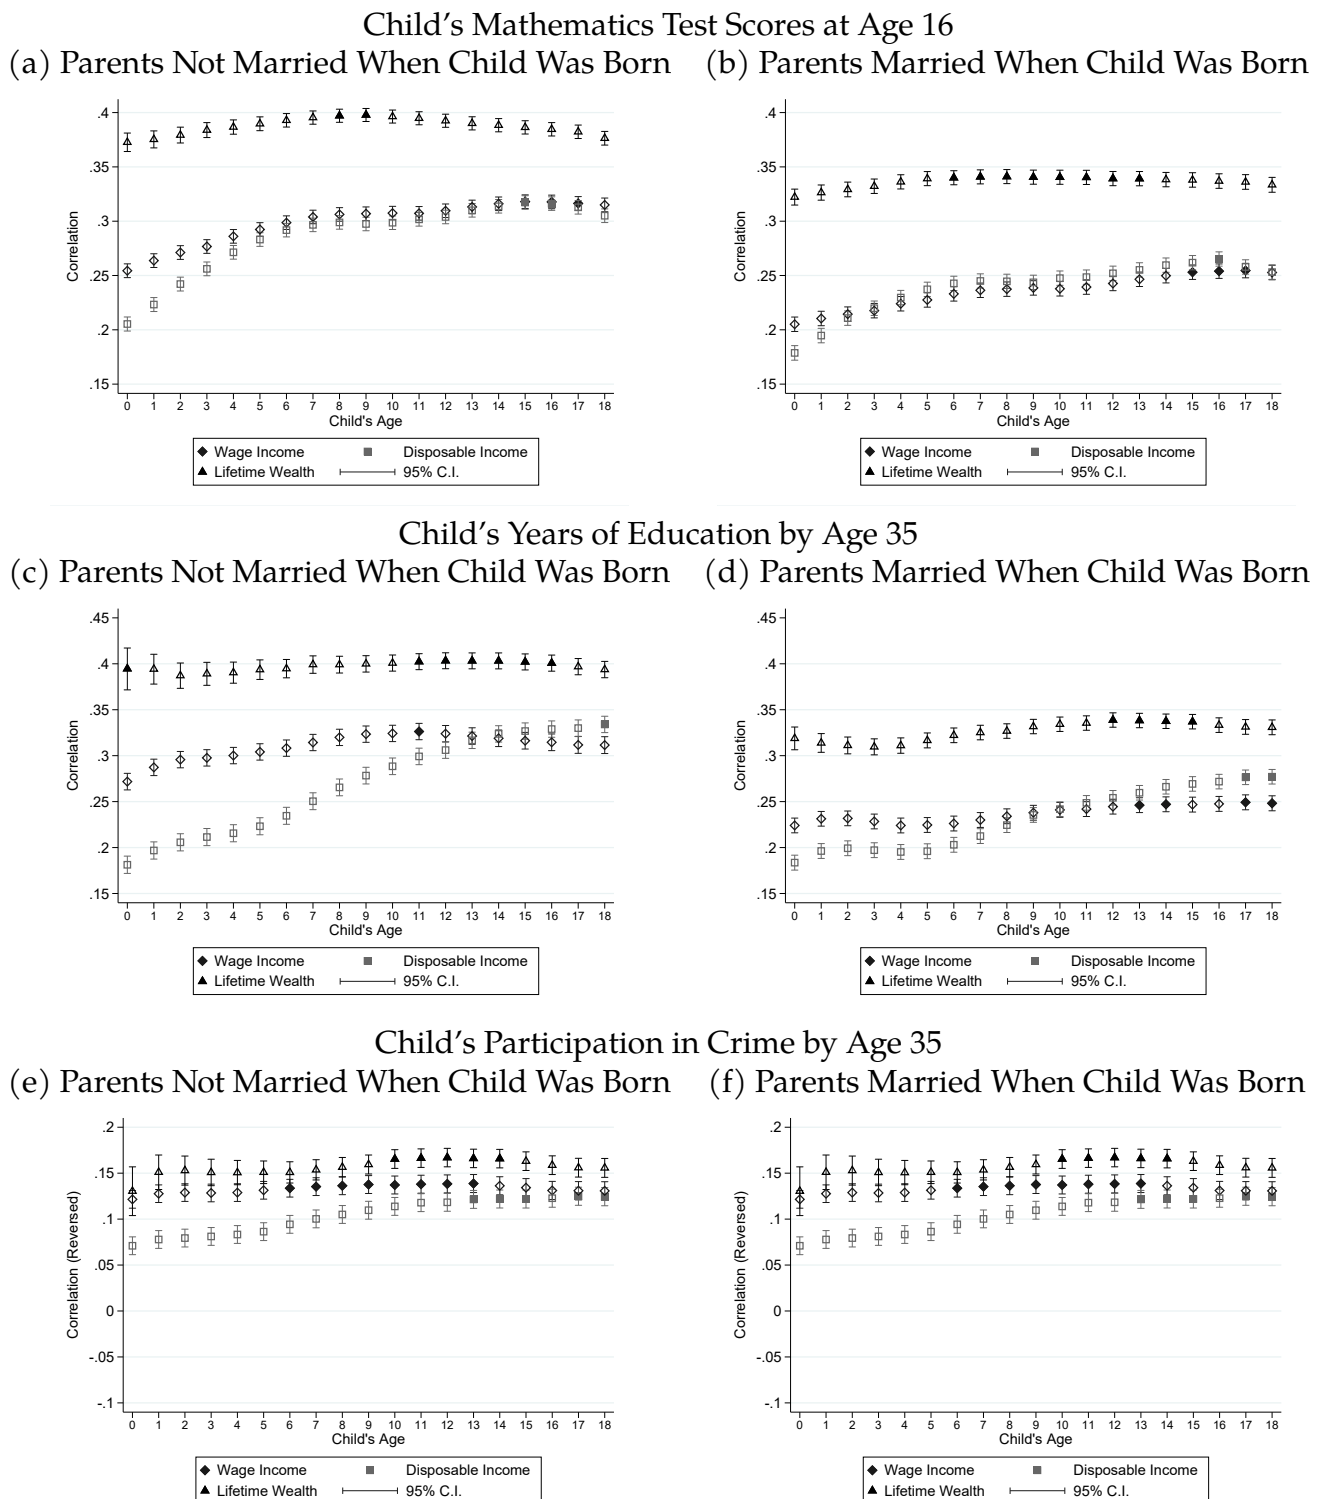 Child's Mathematics Test Scores at Age 16
(a) Parents Not Married When Child Was Born (b) Parents Married When Child Was Born
.4
.35
.3
.25
.2
.15
Correlation
0 1 2 3 4 5 6 7 8 9 10 11 12 13 14 15 16 17 18
Child's Age
Wage Income Disposable Income
Lifetime Wealth 95% C.I.
.4
.35
.3
.25
.2
.15
Correlation
0 1 2 3 4 5 6 7 8 9 10 11 12 13 14 15 16 17 18
Child's Age
Wage Income Disposable Income
Lifetime Wealth 95% C.I.
Child's Years of Education by Age 35
(c) Parents Not Married When Child Was Born (d) Parents Married When Child Was Born
.45
.4
.35
.3
.25
.2
.15
Correlation
0 1 2 3 4 5 6 7 8 9 10 11 12 13 14 15 16 17 18
Child's Age
Wage Income Disposable Income
Lifetime Wealth 95% C.I.
.45
.4
.35
.3
.25
.2
.15
Correlation
0 1 2 3 4 5 6 7 8 9 10 11 12 13 14 15 16 17 18
Child's Age
Wage Income Disposable Income
Lifetime Wealth 95% C.I.
Child's Participation in Crime by Age 35
(e) Parents Not Married When Child Was Born (f) Parents Married When Child Was Born
.2
.15
.1
.05
0
-.05
-.1
Correlation (Reversed)
0 1 2 3 4 5 6 7 8 9 10 11 12 13 14 15 16 17 18
Child's Age
Wage Income Disposable Income
Lifetime Wealth 95% C.I.
.2
.15
.1
.05
0
-.05
-.1
Correlation (Reversed)
0 1 2 3 4 5 6 7 8 9 10 11 12 13 14 15 16 17 18
Child's Age
Wage Income Disposable Income
Lifetime Wealth 95% C.I.